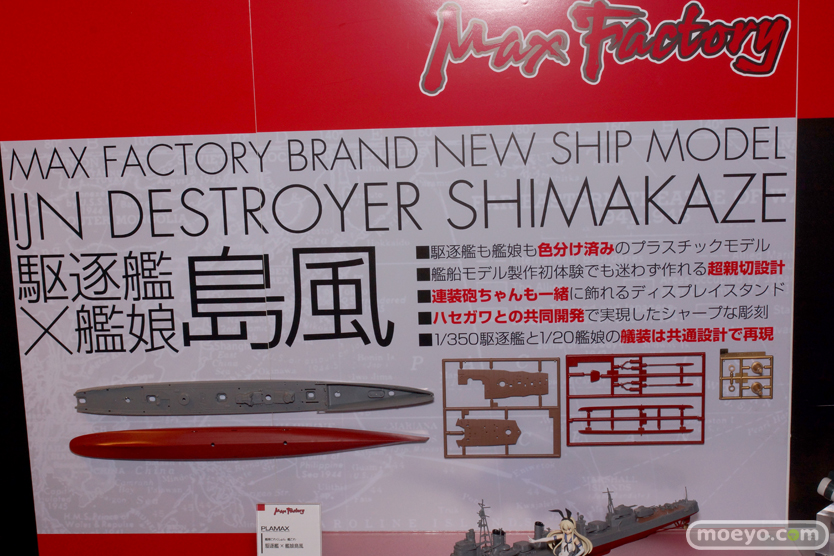 Max Factory
MAX FACTORY BRAND NEW SHIP MODEL
IJN DESTROYER SHIMAKAZE
駆逐艦
×艦娘
島風
■駆逐艦も艦娘も色分け済みのプラスチックモデル
■艦船モデル製作初体験でも迷わず作れる超親切設計
■連装砲ちゃんも一緒に飾れるディスプレイスタンド
■ハセガワとの共同開発で実現したシャープな彫刻
■1/350駆逐艦と1/20艦娘の艤装は共通設計で再現
Max Factory
PLAMAX
駆逐艦×艦娘島風
moeyo.com